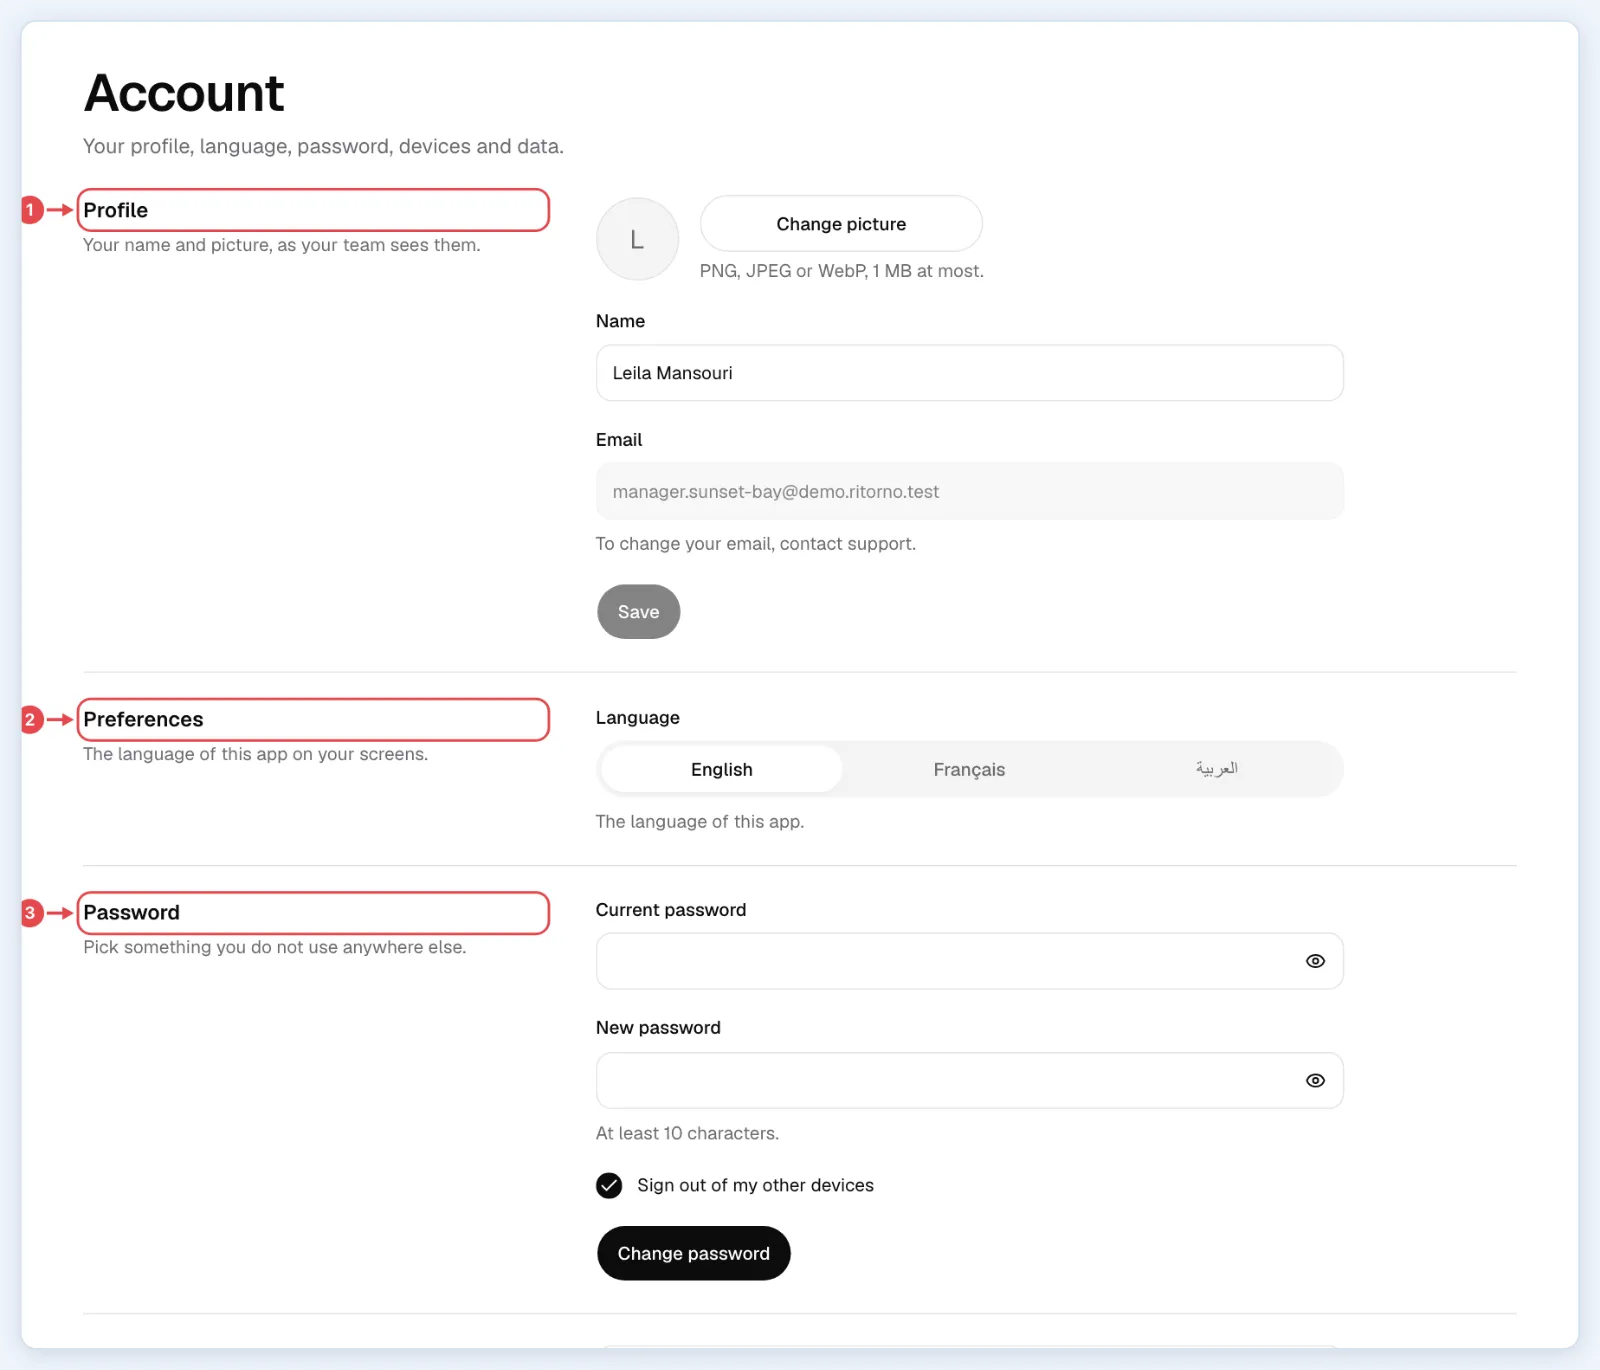 Account
Your profile, language, password, devices and data.
1
Profile
Your name and picture, as your team sees them.
L
Change picture
PNG, JPEG or WebP, 1 MB at most.
Name
Leila Mansouri
Email
manager.sunset-bay@demo.ritorno.test
To change your email, contact support.
Save
2
Preferences
The language of this app on your screens.
Language
English
Français
العربية
The language of this app.
3
Password
Pick something you do not use anywhere else.
Current password
New password
At least 10 characters.
Sign out of my other devices
Change password